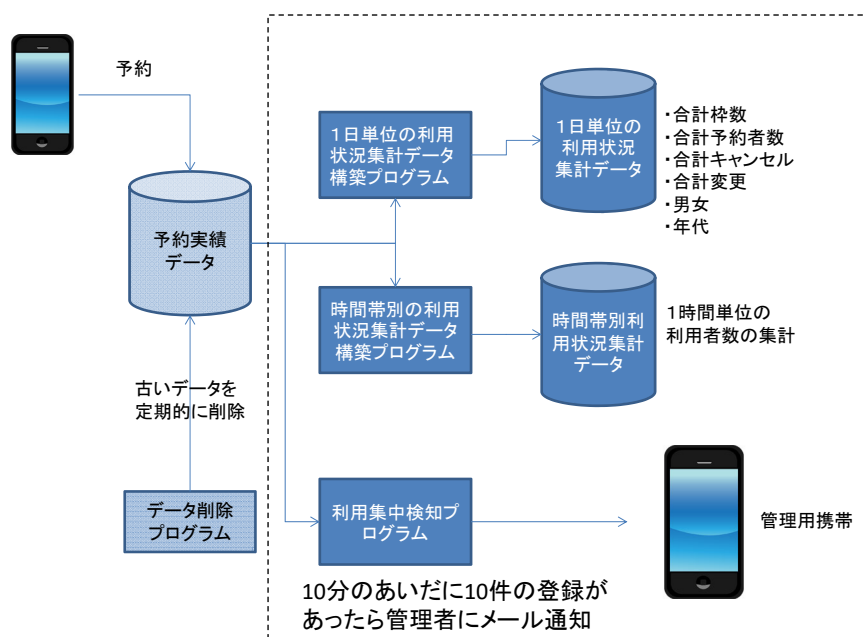 予約
予約実績
データ
古いデータを
定期的に削除
データ削除
プログラム
1日単位の利用
状況集計データ
構築プログラム
1日単位の
利用状況
集計データ
・合計枠数
・合計予約者数
・合計キャンセル
・合計変更
・男女
・年代
時間帯別の利用
状況集計データ
構築プログラム
時間帯別利
用状況集計
データ
1時間単位の
利用者数の集計
利用集中検知プ
ログラム
管理用携帯
10分のあいだに10件の登録が
あったら管理者にメール通知